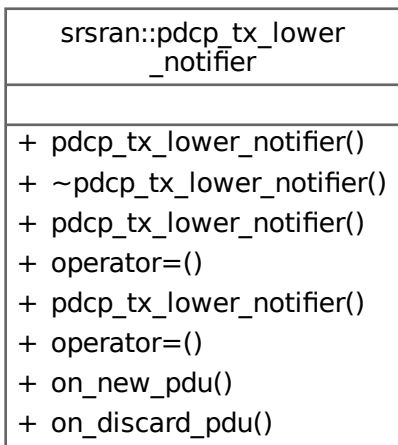 srsran::pdcp_tx_lower
_notifier
+ pdcp_tx_lower_notifier()
+ ~pdcp_tx_lower_notifier()
+ pdcp_tx_lower_notifier()
+ operator=()
+ pdcp_tx_lower_notifier()
+ operator=()
+ on_new_pdu()
+ on_discard_pdu()